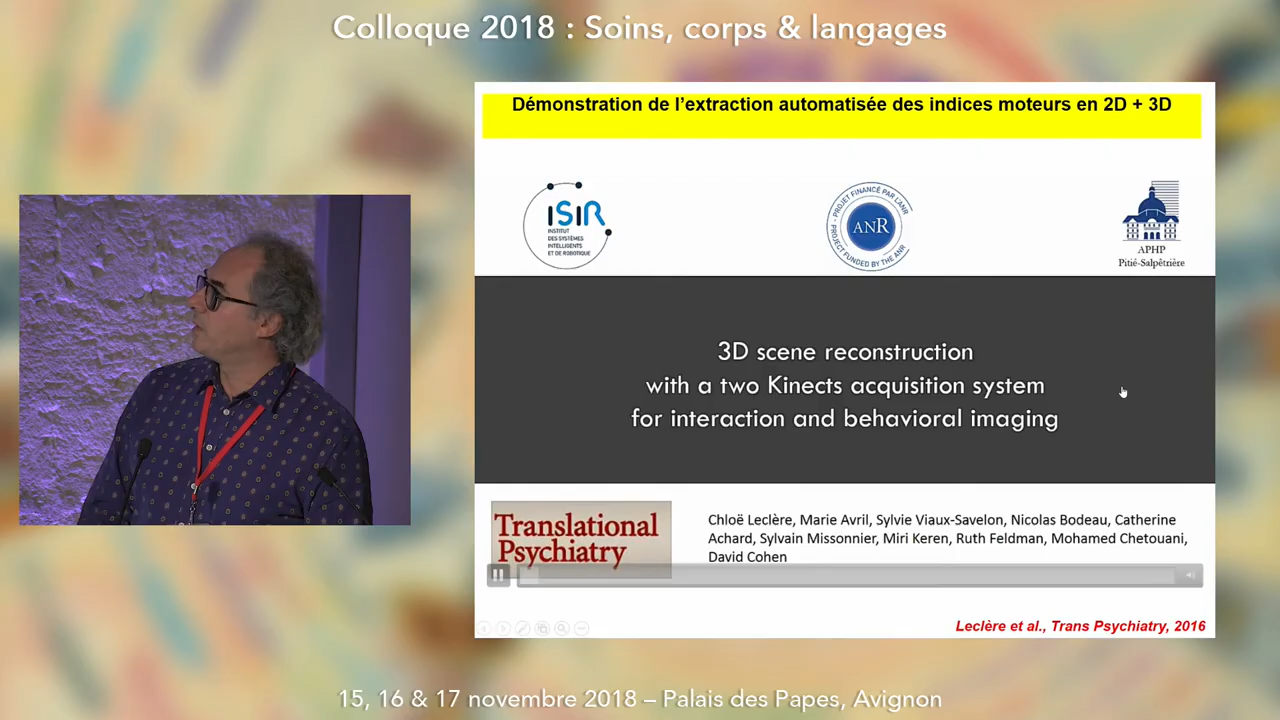 Colloque 2018 : Soins, corps & langages
Démonstration de l'extraction automatisée des indices moteurs en 2D + 3D
ISIR
INSTITUT
DES SYSTÈMES
INTELLIGENTS
ET DE ROBOTIQUE
PROJET FINANCÉ PAR L'ANR
ANR
PROJECT FUNDED BY THE ANR
APHP
Pitié-Salpêtrière
3D scene reconstruction
with a two Kinects acquisition system
for interaction and behavioral imaging
Translational
Psychiatry
Chloë Leclère, Marie Avril, Sylvie Viaux-Savelon, Nicolas Bodeau, Catherine
Achard, Sylvain Missonnier, Miri Keren, Ruth Feldman, Mohamed Chetouani,
David Cohen
Leclère et al., Trans Psychiatry, 2016
15, 16 & 17 novembre 2018 – Palais des Papes, Avignon